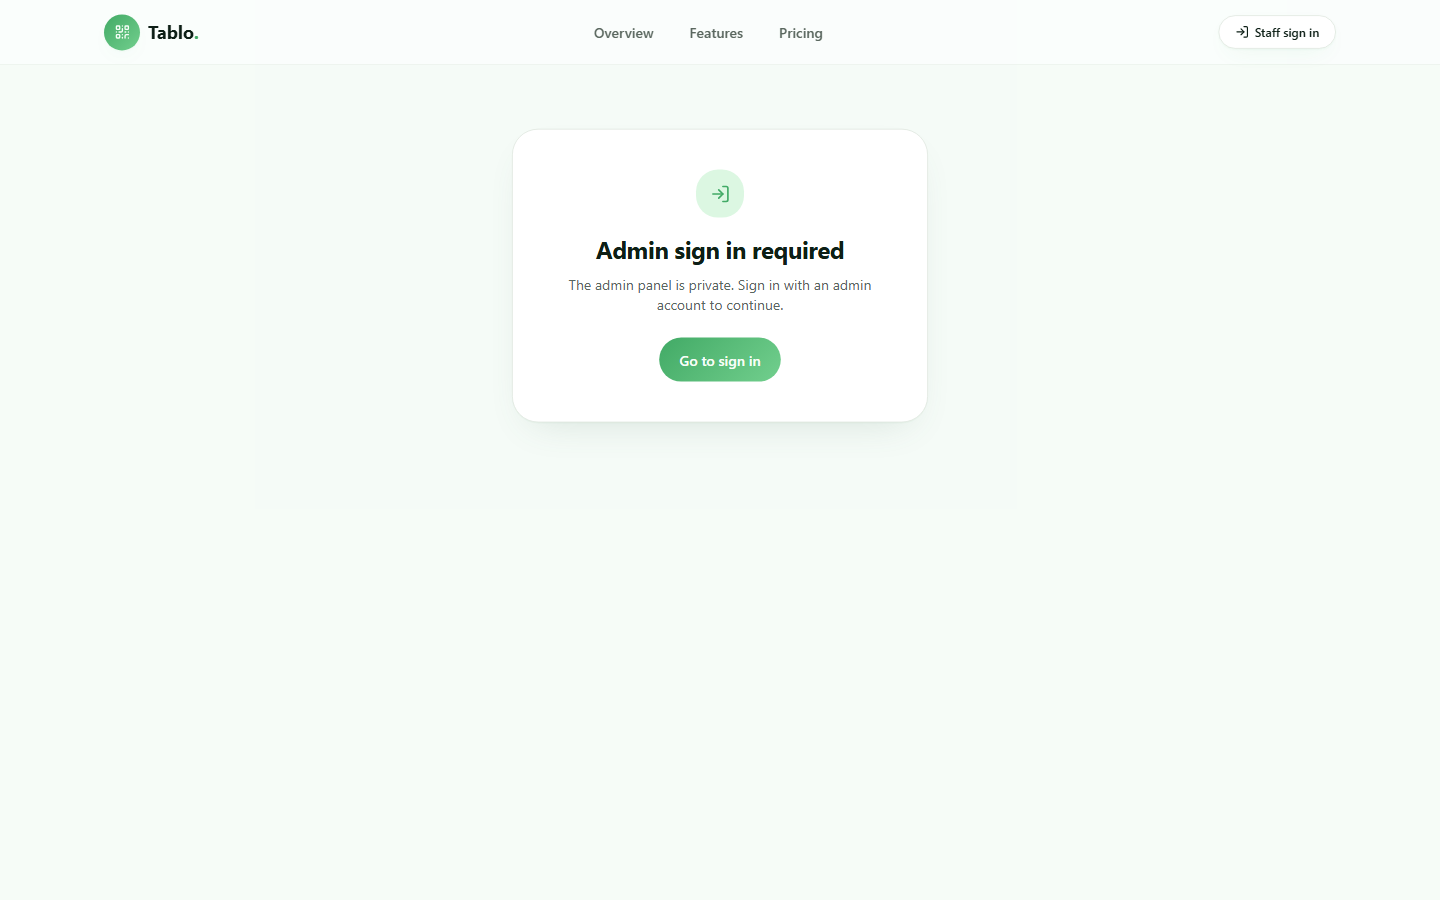 Tablo.
Overview
Features
Pricing
Staff sign in
Admin sign in required
The admin panel is private. Sign in with an admin
account to continue.
Go to sign in